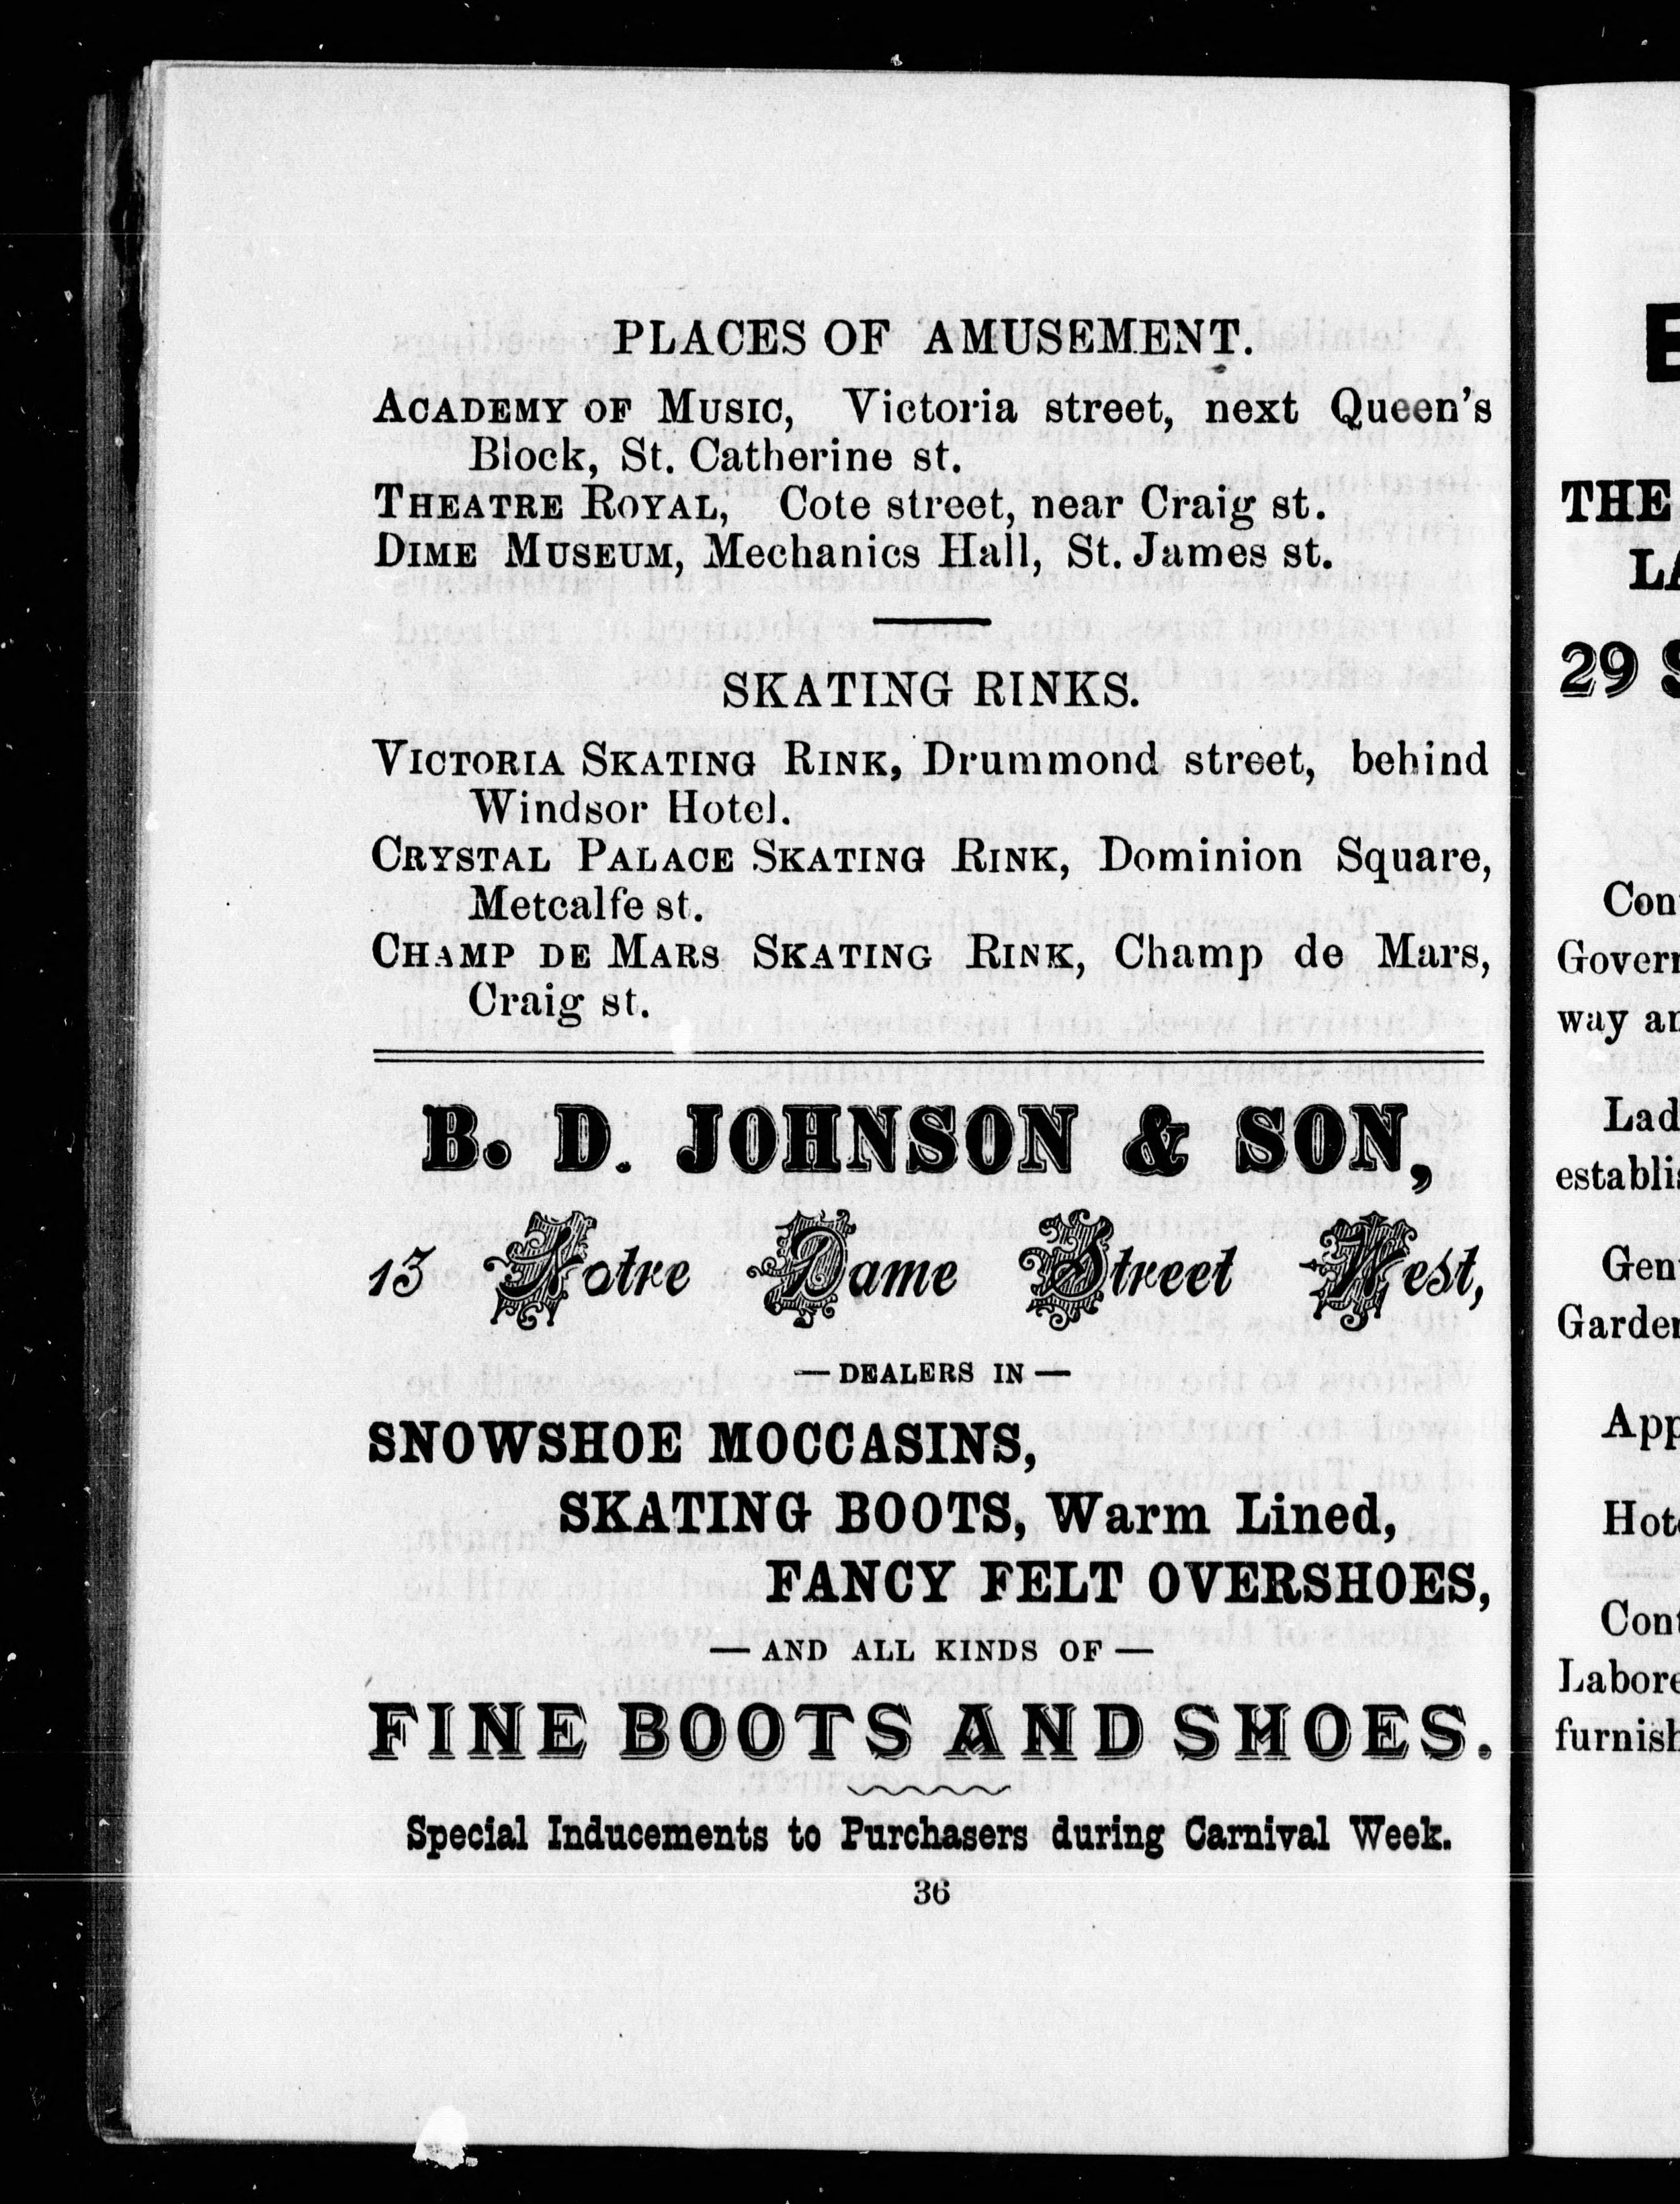 PLACES OF AMUSEMENT.
ACADEMY OF MUSIC, Victoria street, next Queen's
Block, St. Catherine st.
THEATRE ROYAL, Cote street, near Craig st.
DIME MUSEUM, Mechanics Hall, St. James st.
SKATING RINKS.
VICTORIA SKATING RINK, Drummond street, behind
Windsor Hotel.
CRYSTAL PALACE SKATING RINK, Dominion Square,
Metcalfe st.
CHAMP DE MARS SKATING RINK, Champ de Mars,
Craig st.
B. D. JOHNSON & SON,
13 Notre Dame Street West,
— DEALERS IN —
SNOWSHOE MOCCASINS,
SKATING BOOTS, Warm Lined,
FANCY FELT OVERSHOES,
— AND ALL KINDS OF —
FINE BOOTS AND SHOES.
Special Inducements to Purchasers during Carnival Week.
36
THE
29
way